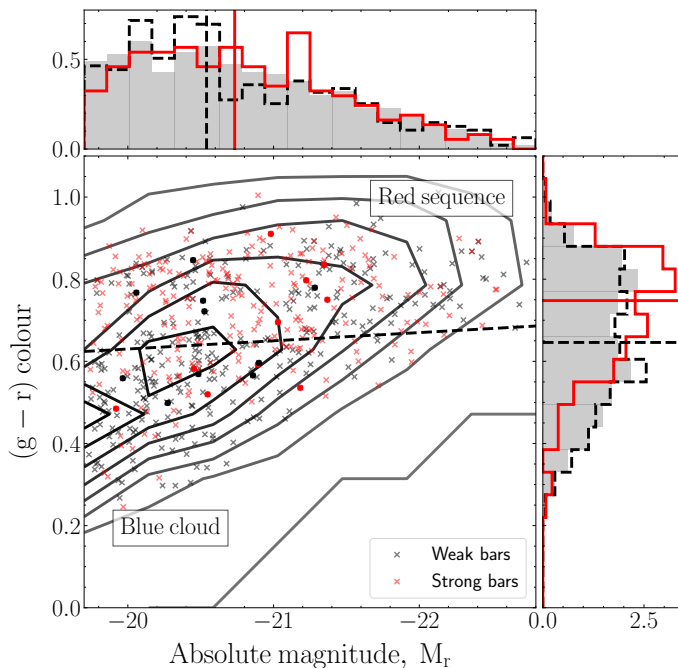 0.5
0.0
1.0
0.8
0.6
0.4
0.2
0.0
(g − r) colour
Red sequence
Blue cloud
Weak bars
Strong bars
−20
−21
−22
0.0
2.5
Absolute magnitude, M_r